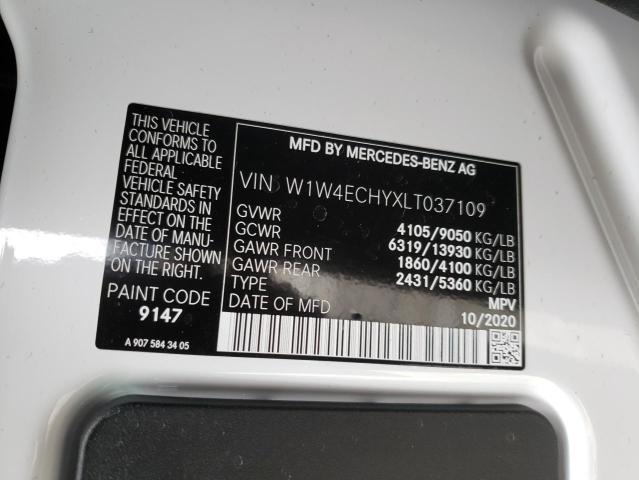 THIS VEHICLE
CONFORMS TO
ALL APPLICABLE
FEDERAL
VEHICLE SAFETY
STANDARDS IN
EFFECT ON THE
DATE OF MANU-
FACTURE SHOWN
ON THE RIGHT.
PAINT CODE
9147
A 907 584 34 05
MFD BY MERCEDES-BENZ AG
VIN W1W4ECHYXLT037109
GVWR 4105/9050 KG/LB
GCWR 6319/13930 KG/LB
GAWR FRONT 1860/4100 KG/LB
GAWR REAR 2431/5360 KG/LB
TYPE MPV
DATE OF MFD 10/2020